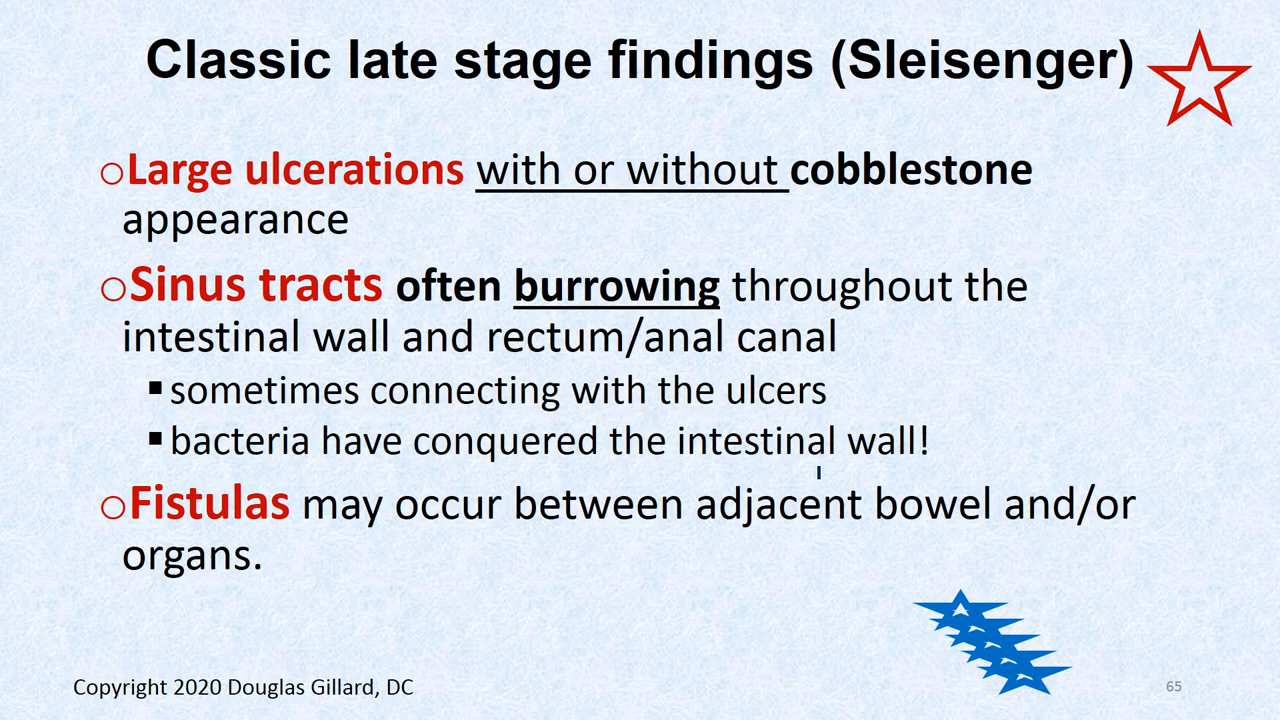 Classic late stage findings (Sleisenger)
Large ulcerations with or without cobblestone
appearance
Sinus tracts often burrowing throughout the
intestinal wall and rectum/anal canal
sometimes connecting with the ulcers
bacteria have conquered the intestinal wall!
Fistulas may occur between adjacent bowel and/or
organs.
Copyright 2020 Douglas Gillard, DC
65